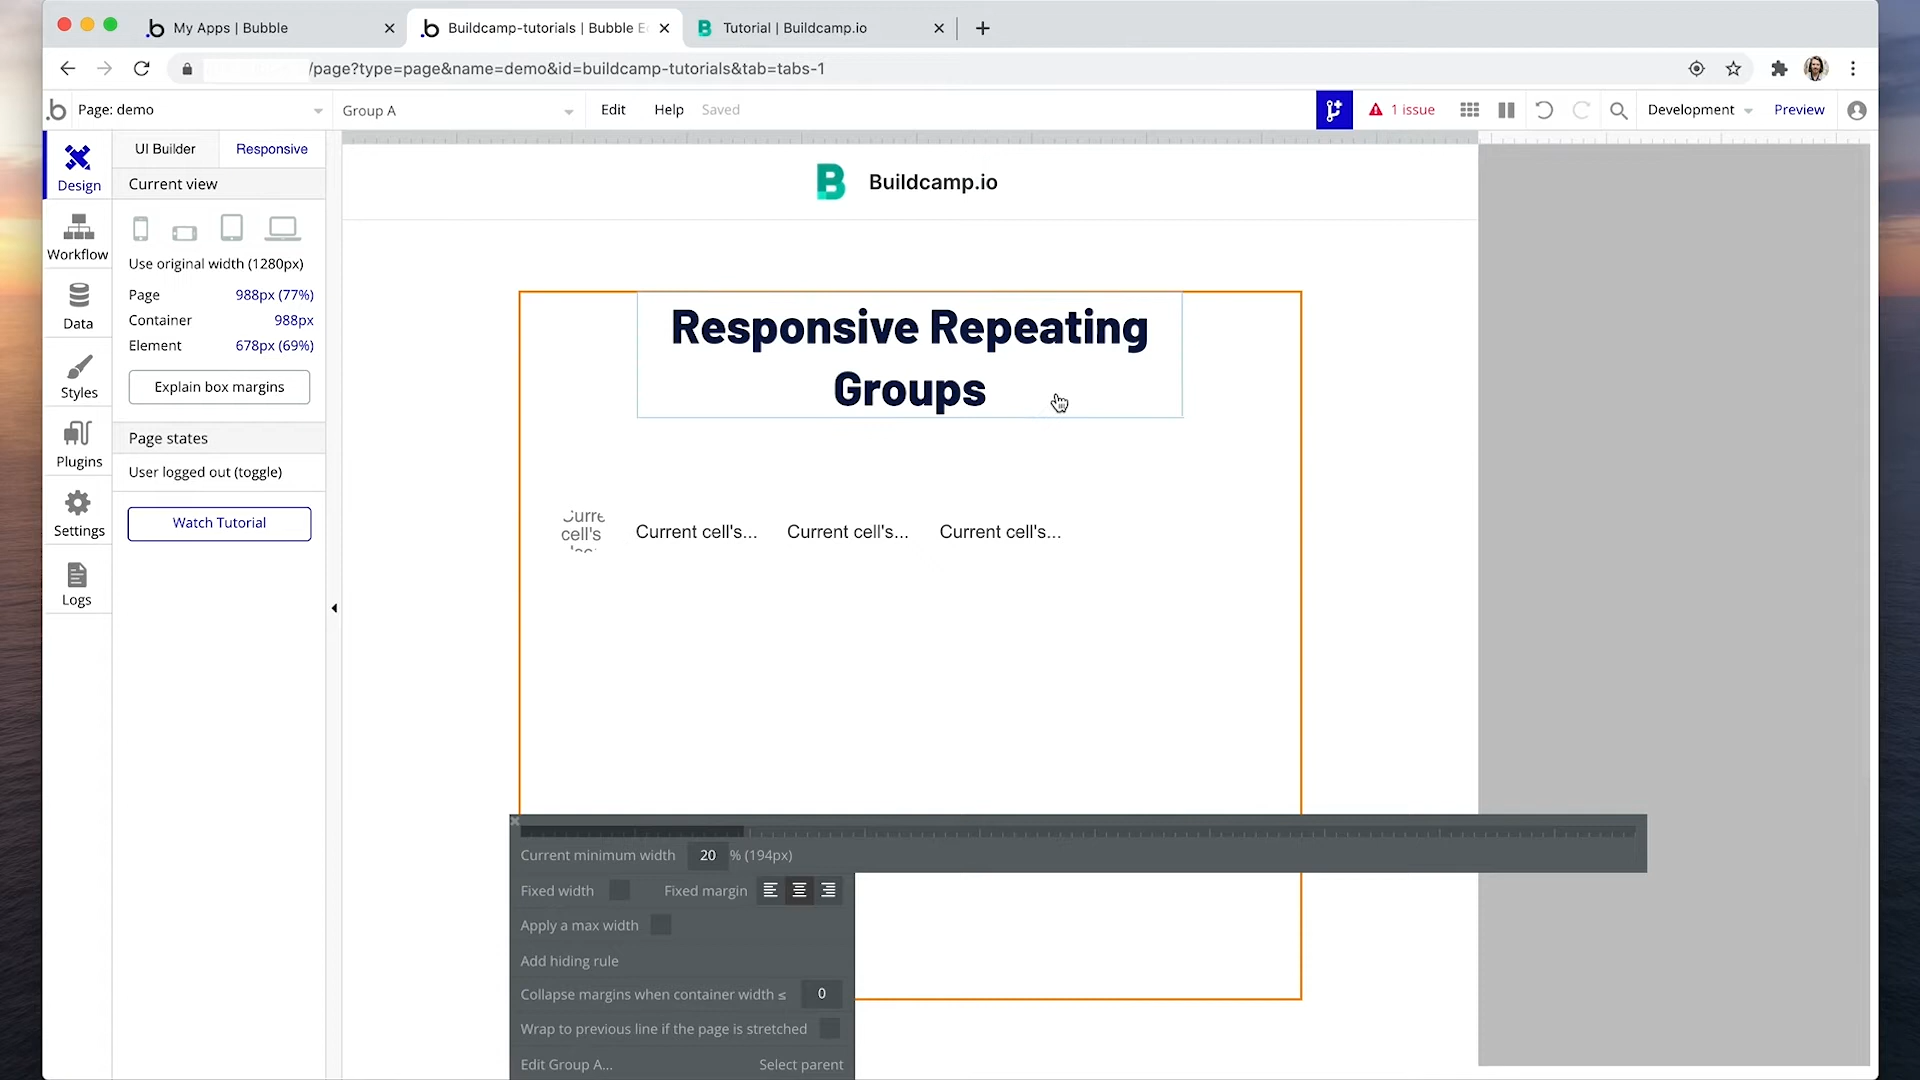 My Apps | Bubble
Buildcamp-tutorials | Bubble E
Tutorial | Buildcamp.io
/page?type=page&name=demo&id=buildcamp-tutorials&tab=tabs-1
Page: demo
Group A
Edit
Help
Saved
1 issue
Development
Preview
Design
Workflow
Data
Styles
Plugins
Settings
Logs
UI Builder
Responsive
Current view
Use original width (1280px)
Page 988px (77%)
Container 988px
Element 678px (69%)
Explain box margins
Page states
User logged out (toggle)
Watch Tutorial
B Buildcamp.io
Responsive Repeating
Groups
cell's
Current cell's...
Current cell's...
Current cell's...
Current minimum width 20 % (194px)
Fixed width
Fixed margin
Apply a max width
Add hiding rule
Collapse margins when container width ≤ 0
Wrap to previous line if the page is stretched
Edit Group A...
Select parent